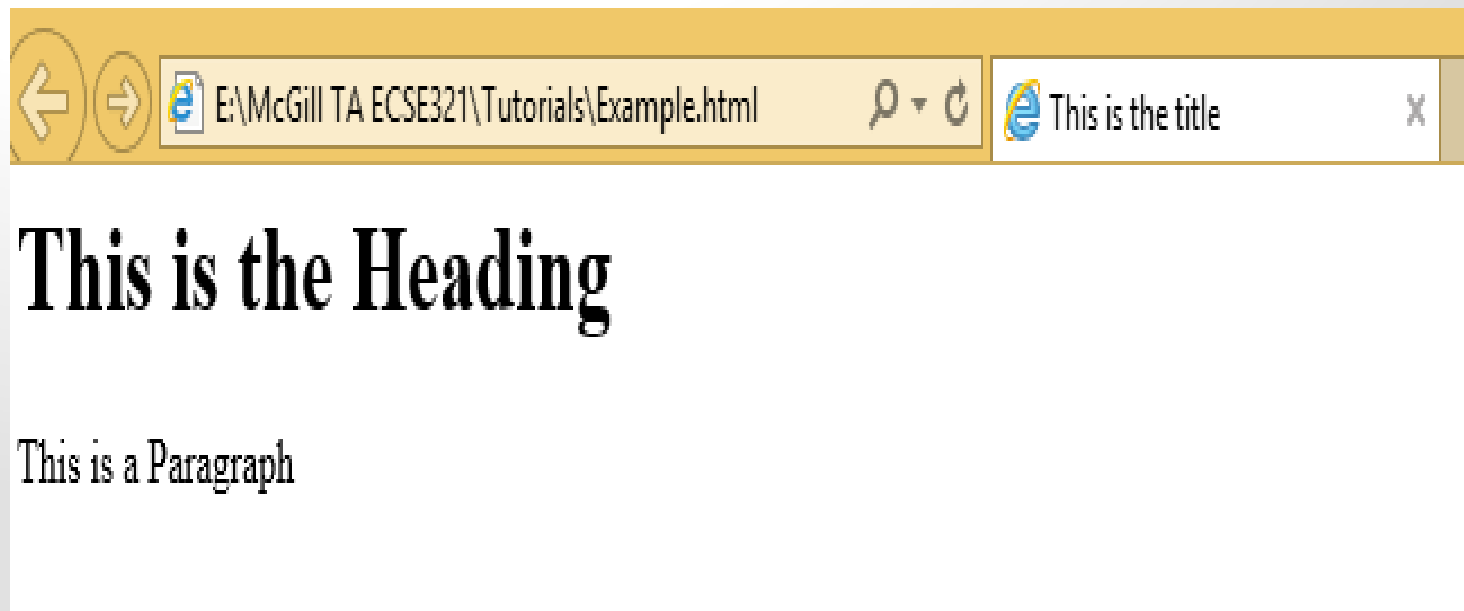 E:\McGill TA ECSE321\Tutorials\Example.html
This is the title
This is the Heading
This is a Paragraph